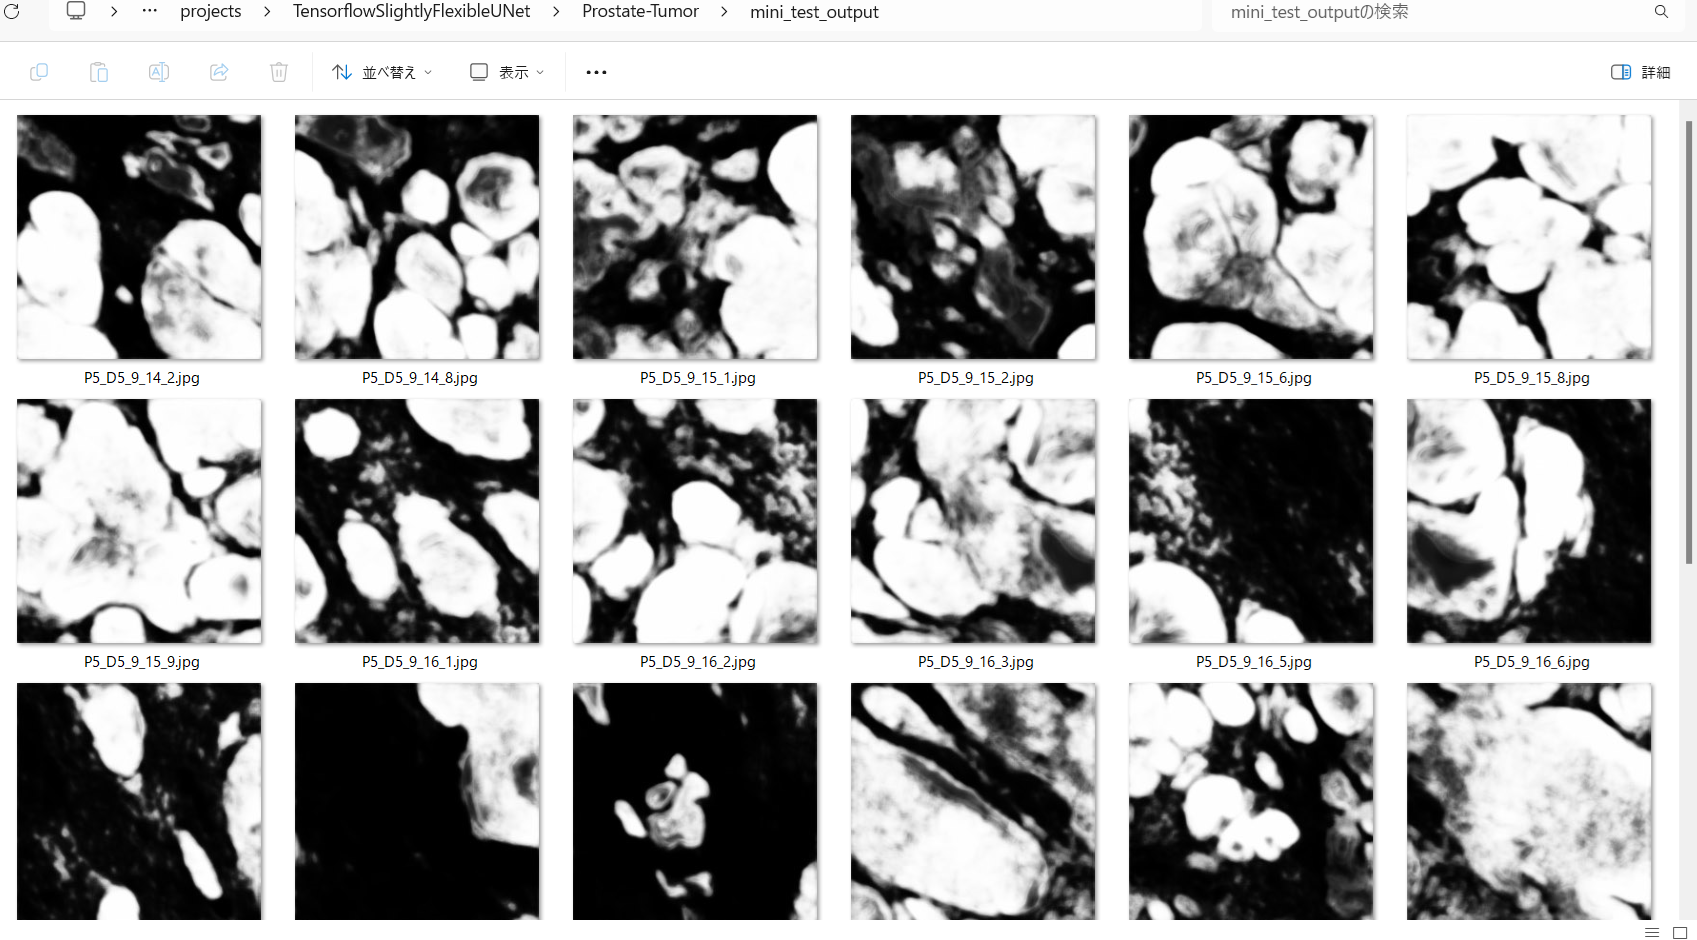 … projects TensorflowSlightlyFlexibleUNet Prostate-Tumor mini_test_output mini_test_outputの検索
並べ替え 表示 … 詳細
P5_D5_9_14_2.jpg P5_D5_9_14_8.jpg P5_D5_9_15_1.jpg P5_D5_9_15_2.jpg P5_D5_9_15_6.jpg P5_D5_9_15_8.jpg
P5_D5_9_15_9.jpg P5_D5_9_16_1.jpg P5_D5_9_16_2.jpg P5_D5_9_16_3.jpg P5_D5_9_16_5.jpg P5_D5_9_16_6.jpg